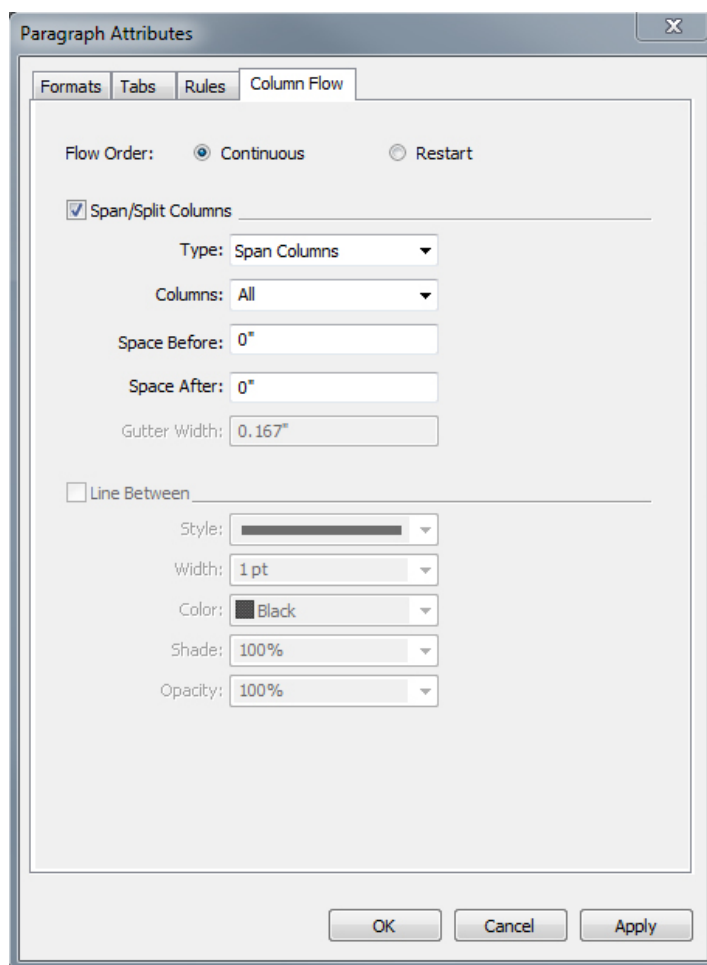 Paragraph Attributes
Formats Tabs Rules Column Flow
Flow Order: Continuous Restart
Span/Split Columns
Type: Span Columns
Columns: All
Space Before: 0"
Space After: 0"
Gutter Width: 0.167"
Line Between
Style:
Width: 1 pt
Color: Black
Shade: 100%
Opacity: 100%
OK Cancel Apply